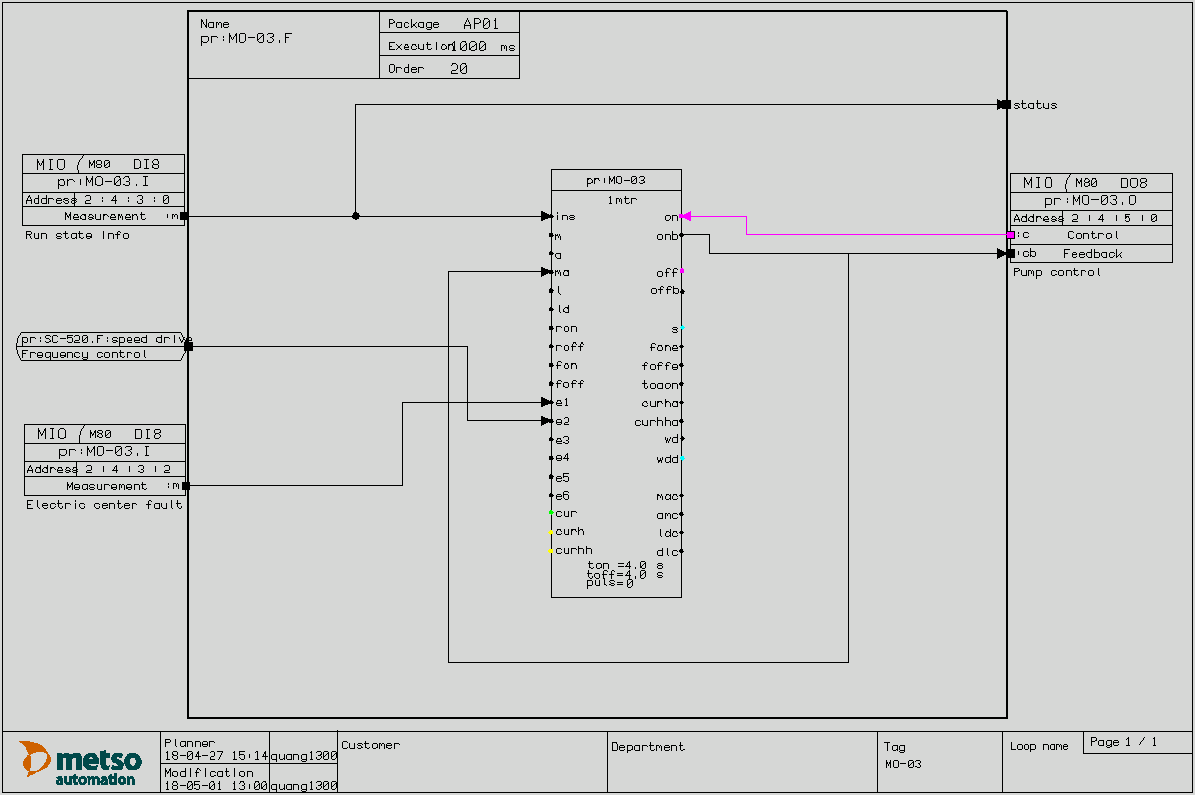 Name
pr:MO-03.F
Package AP01
Execution 1000 ms
Order 20
status
MIO / M80 DI8
pr:MO-03.I
Address 2 : 4 : 3 : 0
Measurement :m
Run state info
pr:SC-520.F:speed drive
Frequency control
MIO / M80 DI8
pr:MO-03.I
Address 2 : 4 : 3 : 2
Measurement :m
Electric center fault
pr:MO-03
1mtr
ins on
m onb
a
ma off
l offb
ld
ron s
roff fone
fon foffe
foff toaon
e1 curha
e2 curhha
e3 wd
e4 wdd
e5
e6 mac
cur amc
curh ldc
curhh dlc
ton =4.0 s
toff=4.0 s
puls=0
MIO / M80 DO8
pr:MO-03.O
Address 2 : 4 : 5 : 0
:c Control
:cb Feedback
Pump control
metso
automation
Planner
18-04-27 15:14 quang1300
Modification
18-05-01 13:00 quang1300
Customer
Department
Tag
MO-03
Loop name
Page 1 / 1